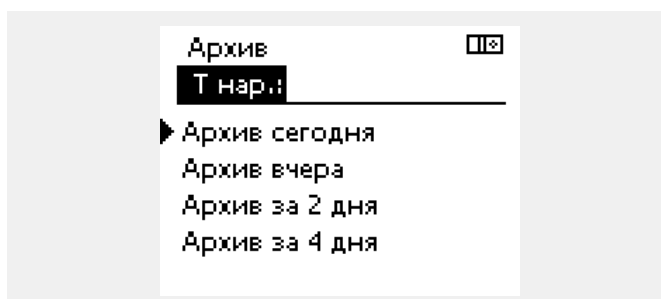 Архив
Т нар.:
Архив сегодня
Архив вчера
Архив за 2 дня
Архив за 4 дня